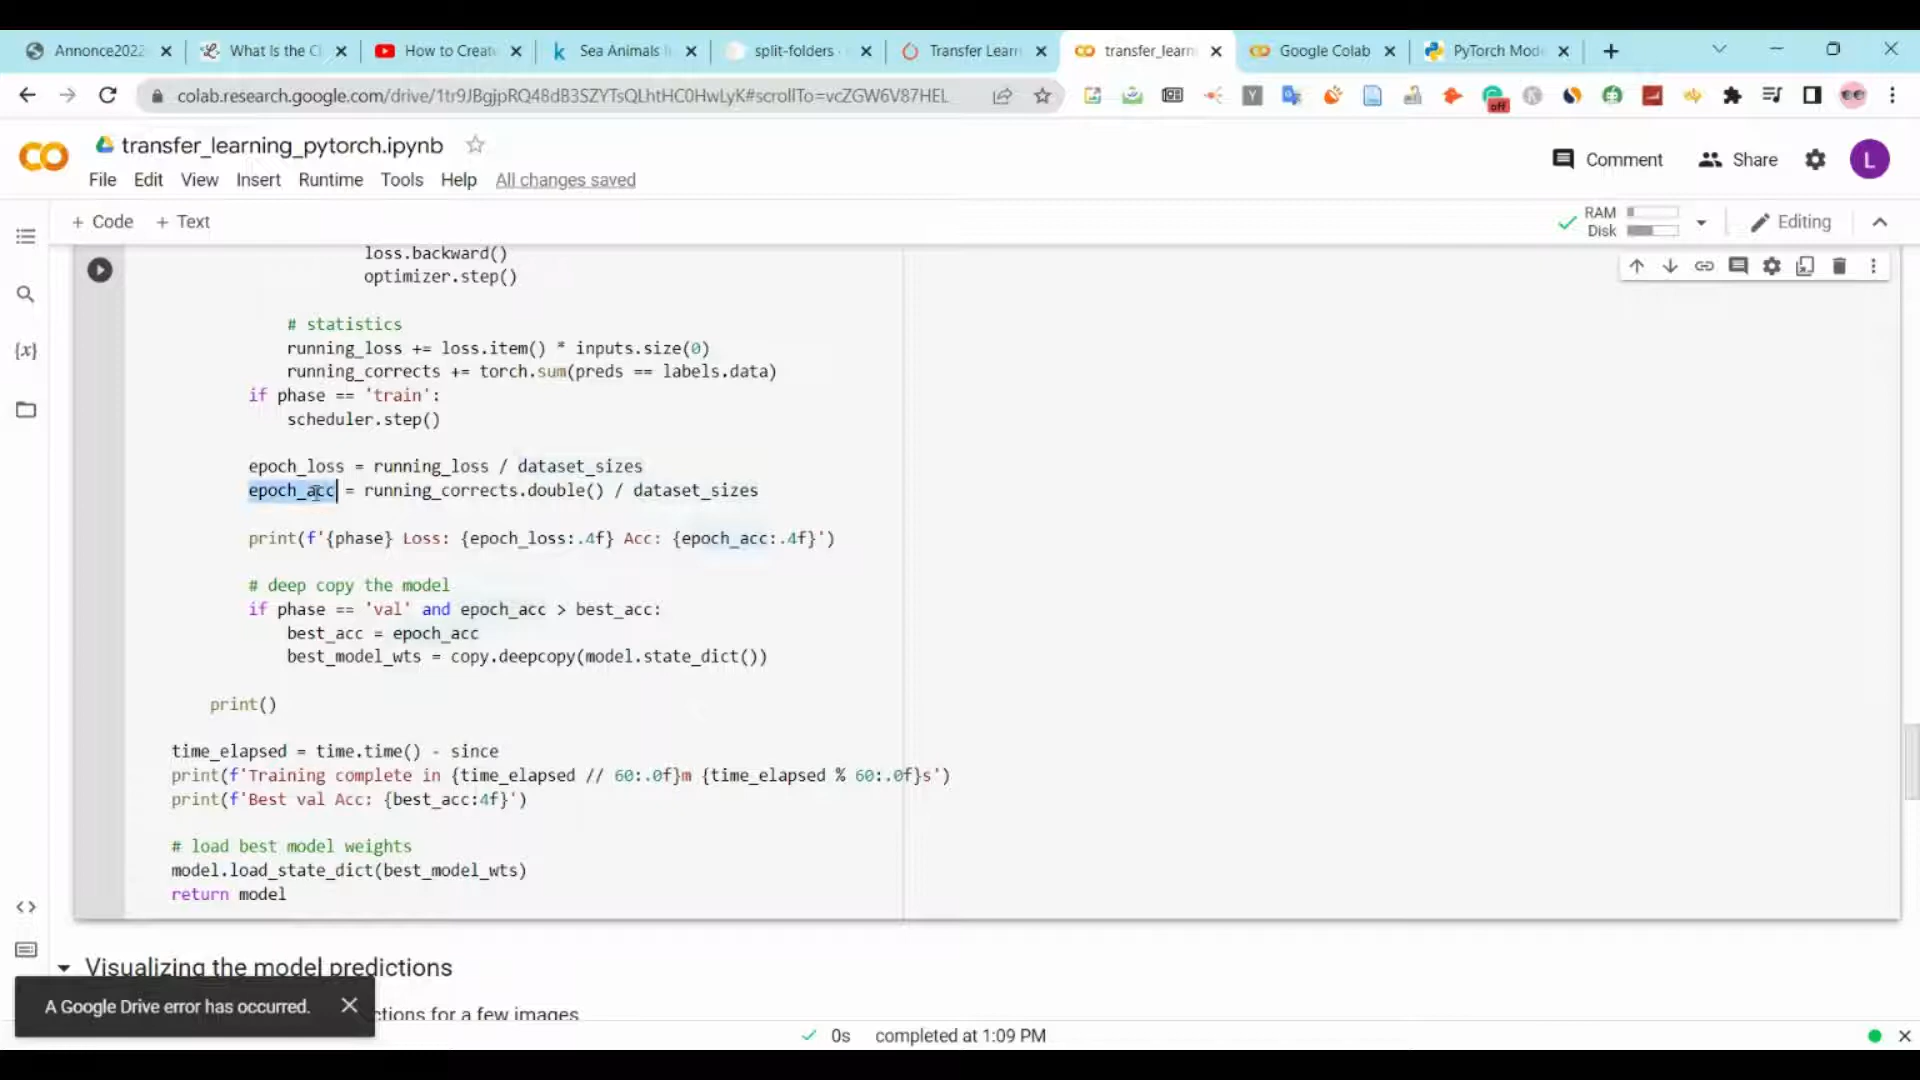 Annonce2022
What Is the C
How to Creat
Sea Animals
split-folders
Transfer Learn
transfer_learn
Google Colab
PyTorch Mod
colab.research.google.com/drive/1tr9JBgjpRQ48dB3SZYTsQLhtHC0HwLyK#scrollTo=vcZGW6V87HEL
off
transfer_learning_pytorch.ipynb
Comment
Share
L
File Edit View Insert Runtime Tools Help All changes saved
+ Code + Text
RAM
Disk
Editing
loss.backward()
optimizer.step()
# statistics
running_loss += loss.item() * inputs.size(0)
running_corrects += torch.sum(preds == labels.data)
if phase == 'train':
scheduler.step()
epoch_loss = running_loss / dataset_sizes
epoch_acc = running_corrects.double() / dataset_sizes
print(f'{phase} Loss: {epoch_loss:.4f} Acc: {epoch_acc:.4f}')
# deep copy the model
if phase == 'val' and epoch_acc > best_acc:
best_acc = epoch_acc
best_model_wts = copy.deepcopy(model.state_dict())
print()
time_elapsed = time.time() - since
print(f'Training complete in {time_elapsed // 60:.0f}m {time_elapsed % 60:.0f}s')
print(f'Best val Acc: {best_acc:4f}')
# load best model weights
model.load_state_dict(best_model_wts)
return model
Visualizing the model predictions
A Google Drive error has occurred.
ctions for a few images
0s completed at 1:09 PM